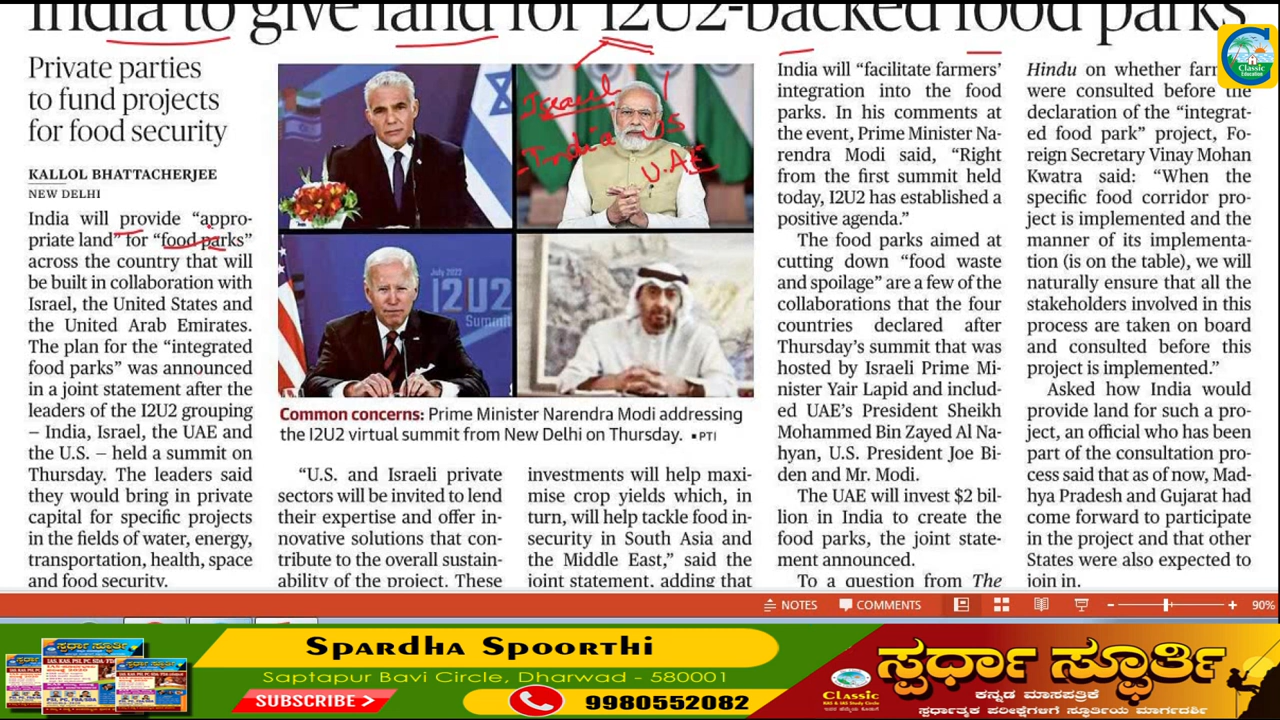 India to give land for I2U2-backed food parks
Private parties
to fund projects
for food security
KALLOL BHATTACHERJEE
NEW DELHI
India will provide “appro-
priate land” for “food parks”
across the country that will
be built in collaboration with
Israel, the United States and
the United Arab Emirates.
The plan for the “integrated
food parks” was announced
in a joint statement after the
leaders of the I2U2 grouping
– India, Israel, the UAE and
the U.S. – held a summit on
Thursday. The leaders said
they would bring in private
capital for specific projects
in the fields of water, energy,
transportation, health, space
and food security.
Israel
India
US
U.A.E
July 2022
I2U2
Summit
Common concerns: Prime Minister Narendra Modi addressing
the I2U2 virtual summit from New Delhi on Thursday. ▪ PTI
“U.S. and Israeli private
sectors will be invited to lend
their expertise and offer in-
novative solutions that con-
tribute to the overall sustain-
ability of the project. These
investments will help maxi-
mise crop yields which, in
turn, will help tackle food in-
security in South Asia and
the Middle East,” said the
joint statement, adding that
India will “facilitate farmers’
integration into the food
parks. In his comments at
the event, Prime Minister Na-
rendra Modi said, “Right
from the first summit held
today, I2U2 has established a
positive agenda.”
The food parks aimed at
cutting down “food waste
and spoilage” are a few of the
collaborations that the four
countries declared after
Thursday’s summit that was
hosted by Israeli Prime Mi-
nister Yair Lapid and includ-
ed UAE’s President Sheikh
Mohammed Bin Zayed Al Na-
hyan, U.S. President Joe Bi-
den and Mr. Modi.
The UAE will invest $2 bil-
lion in India to create the
food parks, the joint state-
ment announced.
To a question from The
Hindu on whether
were consulted before the
declaration of the “integrat-
ed food park” project, Fo-
reign Secretary Vinay Mohan
Kwatra said: “When the
specific food corridor pro-
ject is implemented and the
manner of its implementa-
tion (is on the table), we will
naturally ensure that all the
stakeholders involved in this
process are taken on board
and consulted before this
project is implemented.”
Asked how India would
provide land for such a pro-
ject, an official who has been
part of the consultation pro-
cess said that as of now, Mad-
hya Pradesh and Gujarat had
come forward to participate
in the project and that other
States were also expected to
join in.
Classic
Education
NOTES
COMMENTS
90%
Spardha Spoorthi
Saptapur Bavi Circle, Dharwad - 580001
SUBSCRIBE
9980552082
ಸ್ಪರ್ಧಾ ಸ್ಫೂರ್ತಿ
ಕನ್ನಡ ಮಾಸಪತ್ರಿಕೆ
ಸ್ಪರ್ಧಾತ್ಮಕ ಪರೀಕ್ಷೆಗಳಿಗೆ ಸ್ಫೂರ್ತಿಯ ಮಾರ್ಗದರ್ಶಿ
Classic
KAS & IAS Study Circle